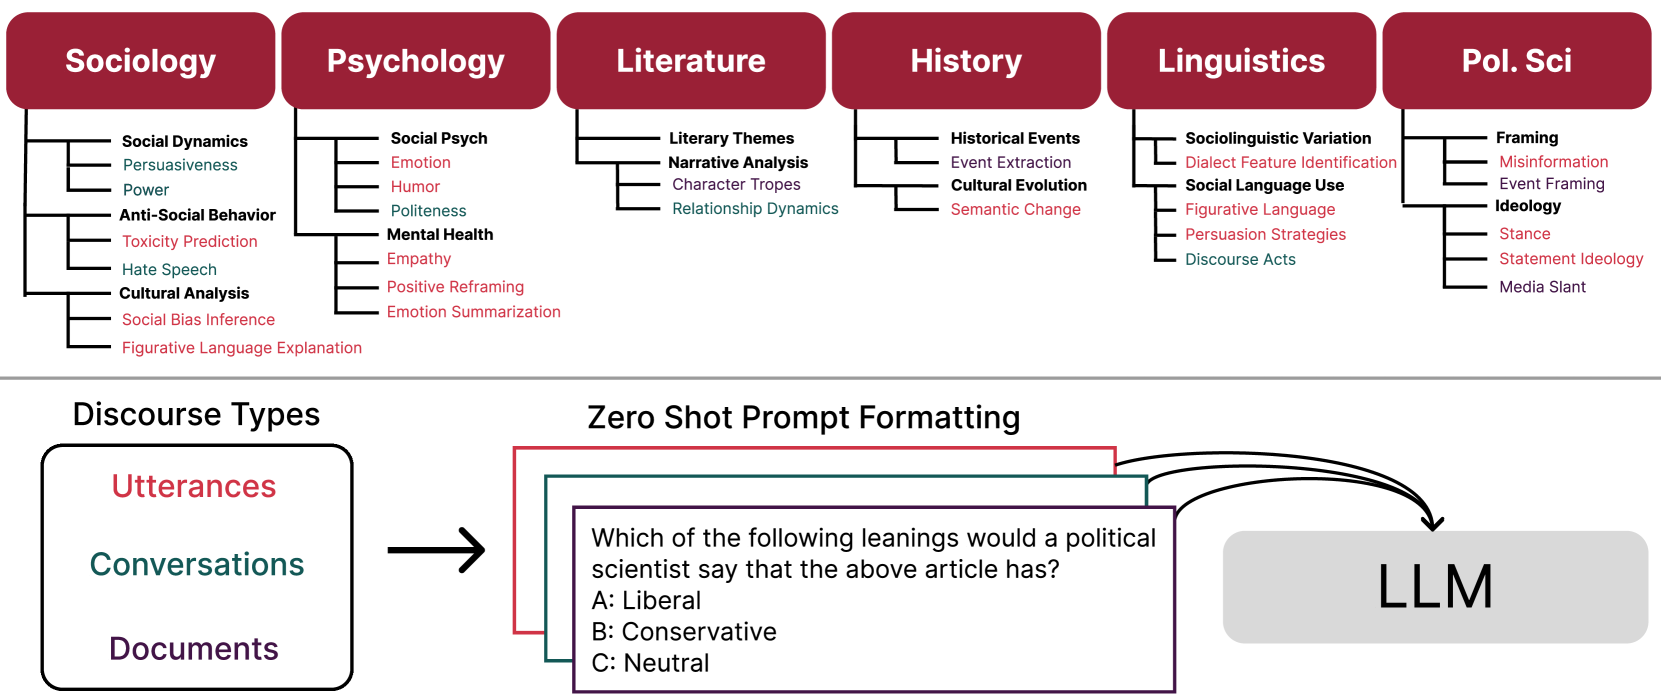 Sociology
Social Dynamics
Persuasiveness
Power
Anti-Social Behavior
Toxicity Prediction
Hate Speech
Cultural Analysis
Social Bias Inference
Figurative Language Explanation
Psychology
Social Psych
Emotion
Humor
Politeness
Mental Health
Empathy
Positive Reframing
Emotion Summarization
Literature
Literary Themes
Narrative Analysis
Character Tropes
Relationship Dynamics
History
Historical Events
Event Extraction
Cultural Evolution
Semantic Change
Linguistics
Sociolinguistic Variation
Dialect Feature Identification
Social Language Use
Figurative Language
Persuasion Strategies
Discourse Acts
Pol. Sci
Framing
Misinformation
Event Framing
Ideology
Stance
Statement Ideology
Media Slant
Discourse Types
Utterances
Conversations
Documents
Zero Shot Prompt Formatting
Which of the following leanings would a political
scientist say that the above article has?
A: Liberal
B: Conservative
C: Neutral
LLM